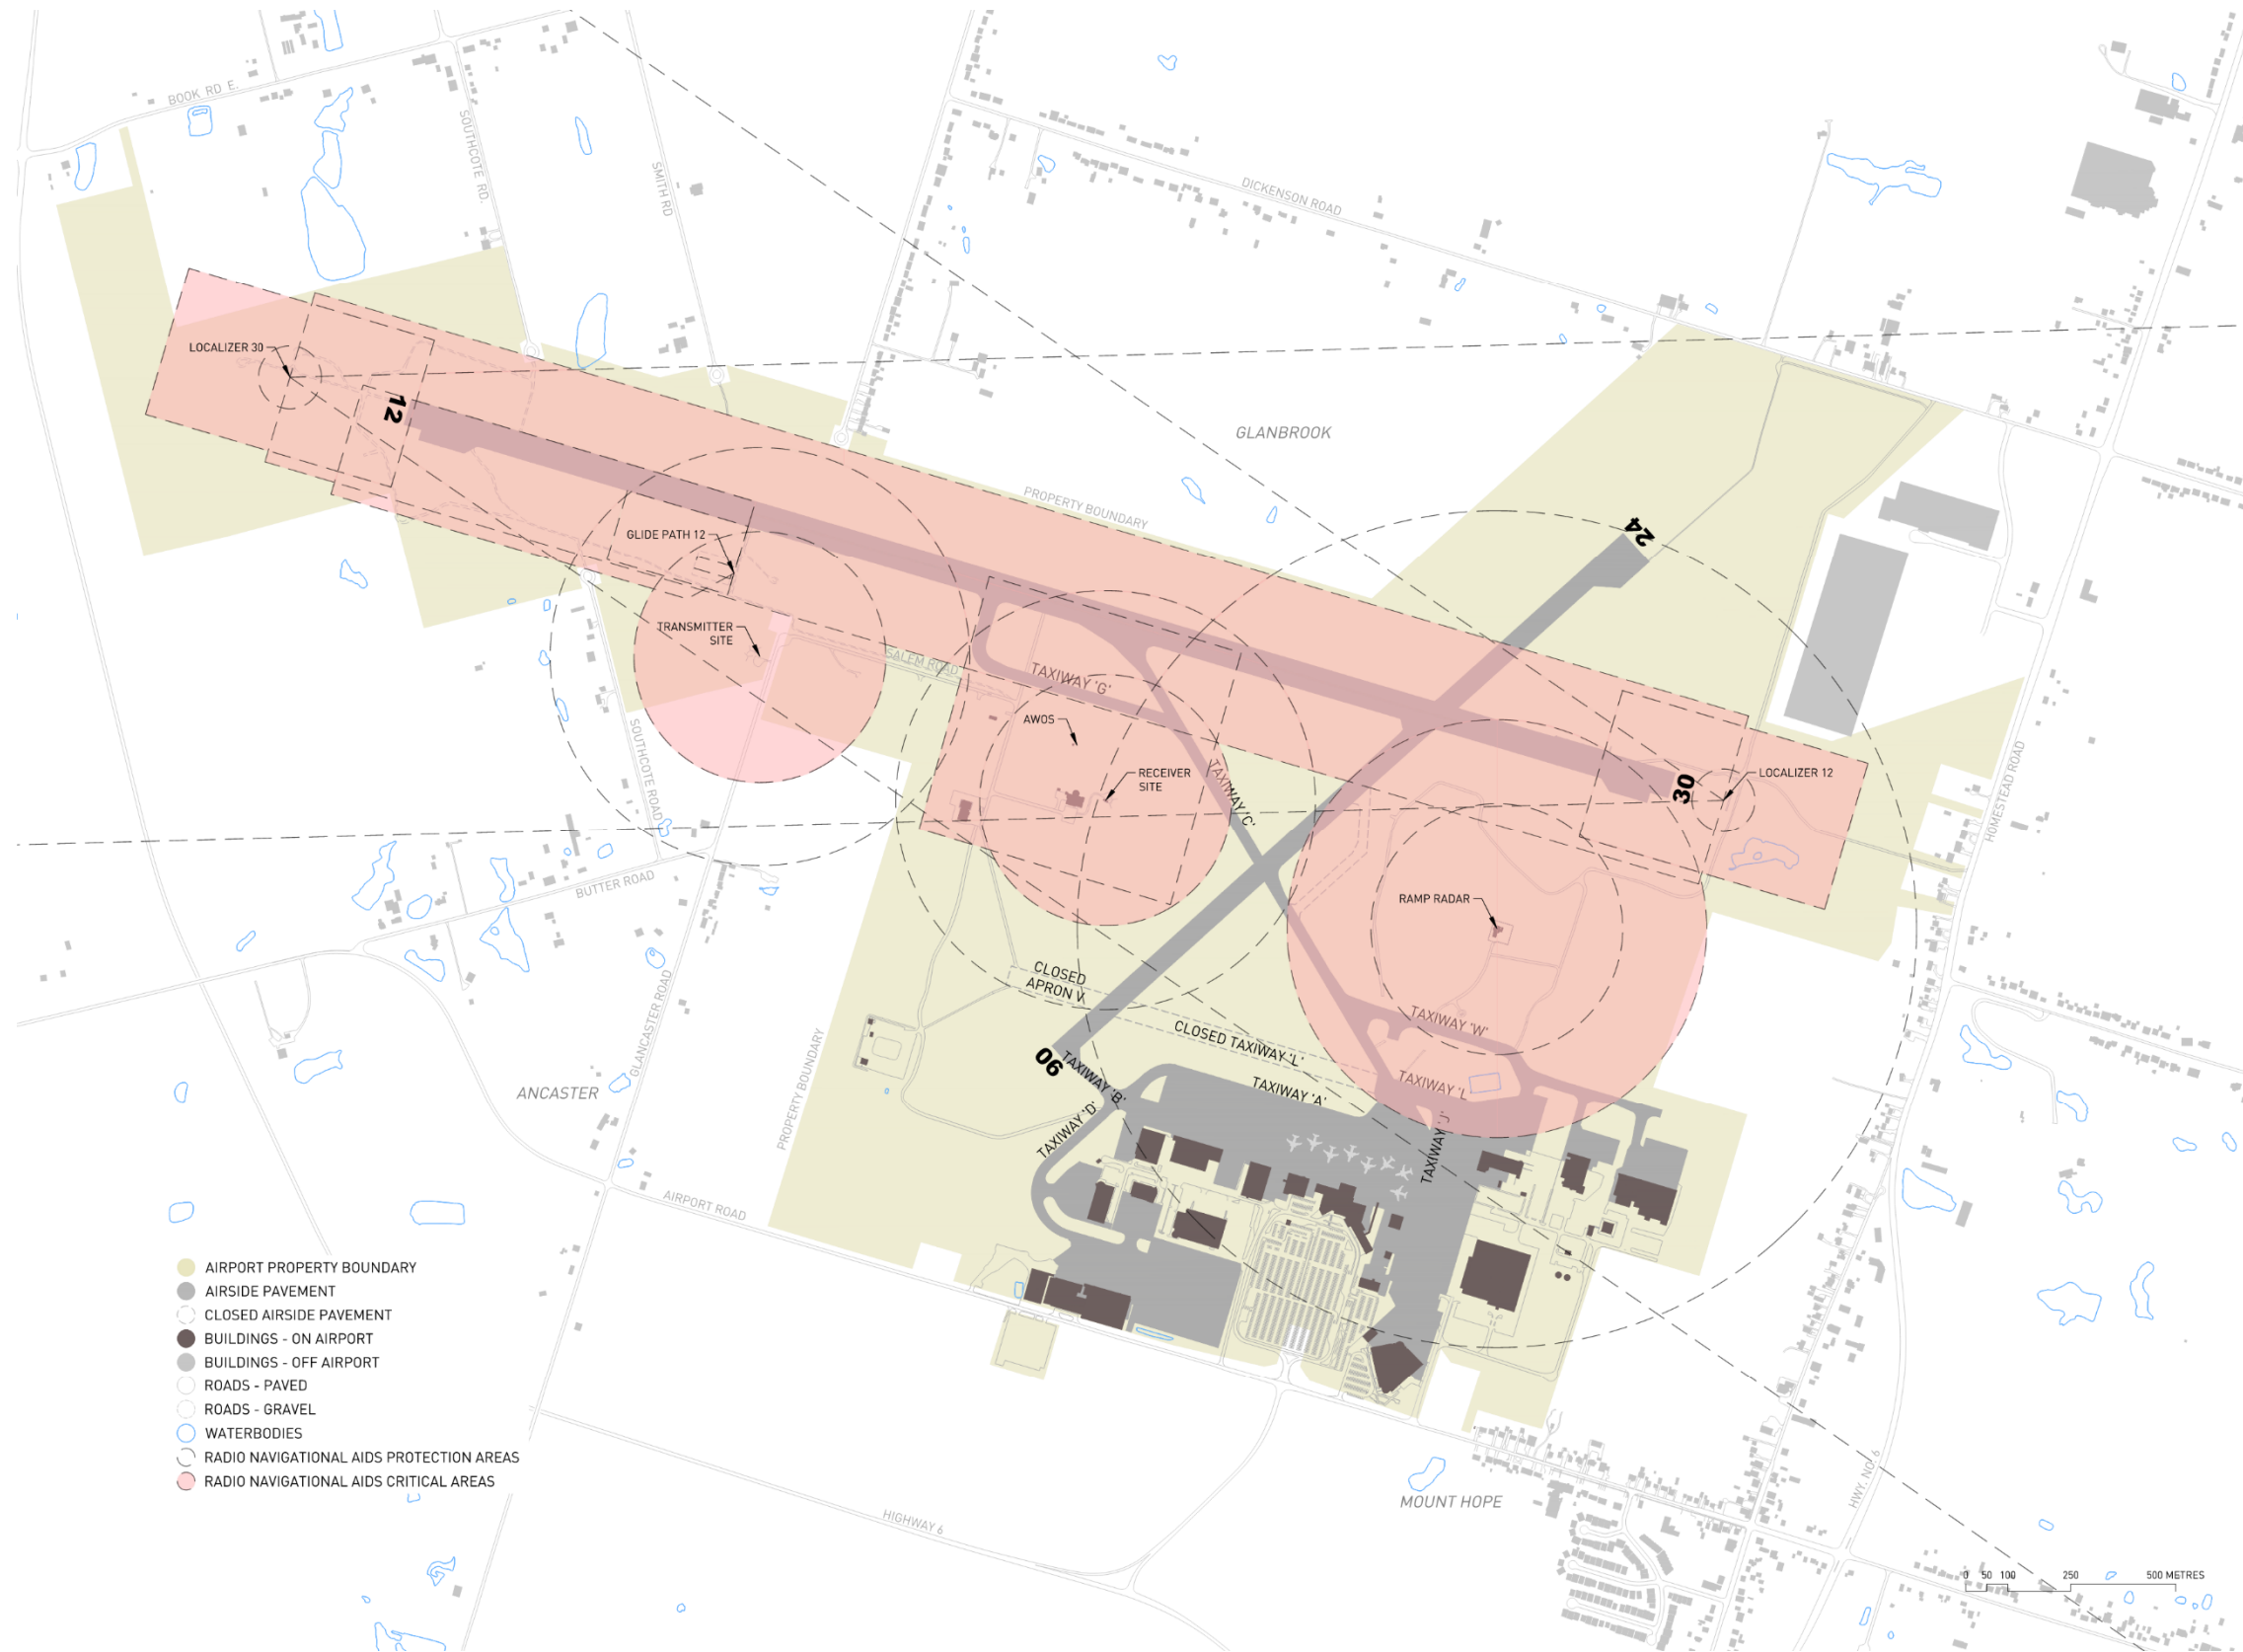 BOOK RD E.
SOUTHCOTE RD.
SMITH RD
DICKENSON ROAD
LOCALIZER 30
12
GLANBROOK
PROPERTY BOUNDARY
24
GLIDE PATH 12
TRANSMITTER
SITE
SALEM ROAD
TAXIWAY 'G'
AWOS
RECEIVER
SITE
TAXIWAY 'C'
30
LOCALIZER 12
HOMESTEAD ROAD
SOUTHCOTE ROAD
BUTTER ROAD
RAMP RADAR
CLOSED
APRON V
TAXIWAY 'W'
CLOSED TAXIWAY 'L'
06
TAXIWAY 'B'
TAXIWAY 'A'
TAXIWAY 'L'
TAXIWAY 'D'
TAXIWAY 'J'
GLANCASTER ROAD
PROPERTY BOUNDARY
ANCASTER
AIRPORT ROAD
AIRPORT PROPERTY BOUNDARY
AIRSIDE PAVEMENT
CLOSED AIRSIDE PAVEMENT
BUILDINGS - ON AIRPORT
BUILDINGS - OFF AIRPORT
ROADS - PAVED
ROADS - GRAVEL
WATERBODIES
RADIO NAVIGATIONAL AIDS PROTECTION AREAS
RADIO NAVIGATIONAL AIDS CRITICAL AREAS
HIGHWAY 6
MOUNT HOPE
HWY. NO. 6
0 50 100 250 500 METRES